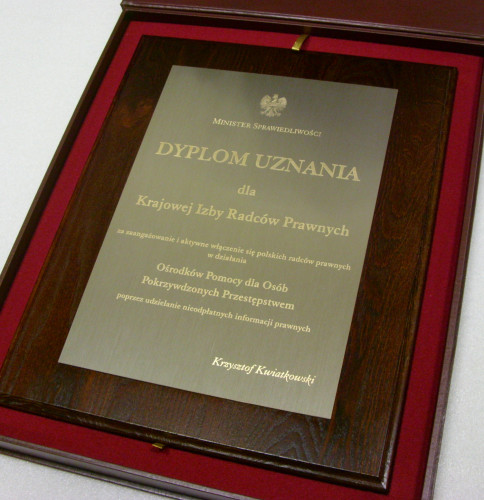 MINISTER SPRAWIEDLIWOŚCI
DYPLOM UZNANIA
dla
Krajowej Izby Radców Prawnych
za zaangażowanie i aktywne włączenie się polskich radców prawnych
w działania
Ośrodków Pomocy dla Osób
Pokrzywdzonych Przestępstwem
poprzez udzielanie nieodpłatnych informacji prawnych
Krzysztof Kwiatkowski